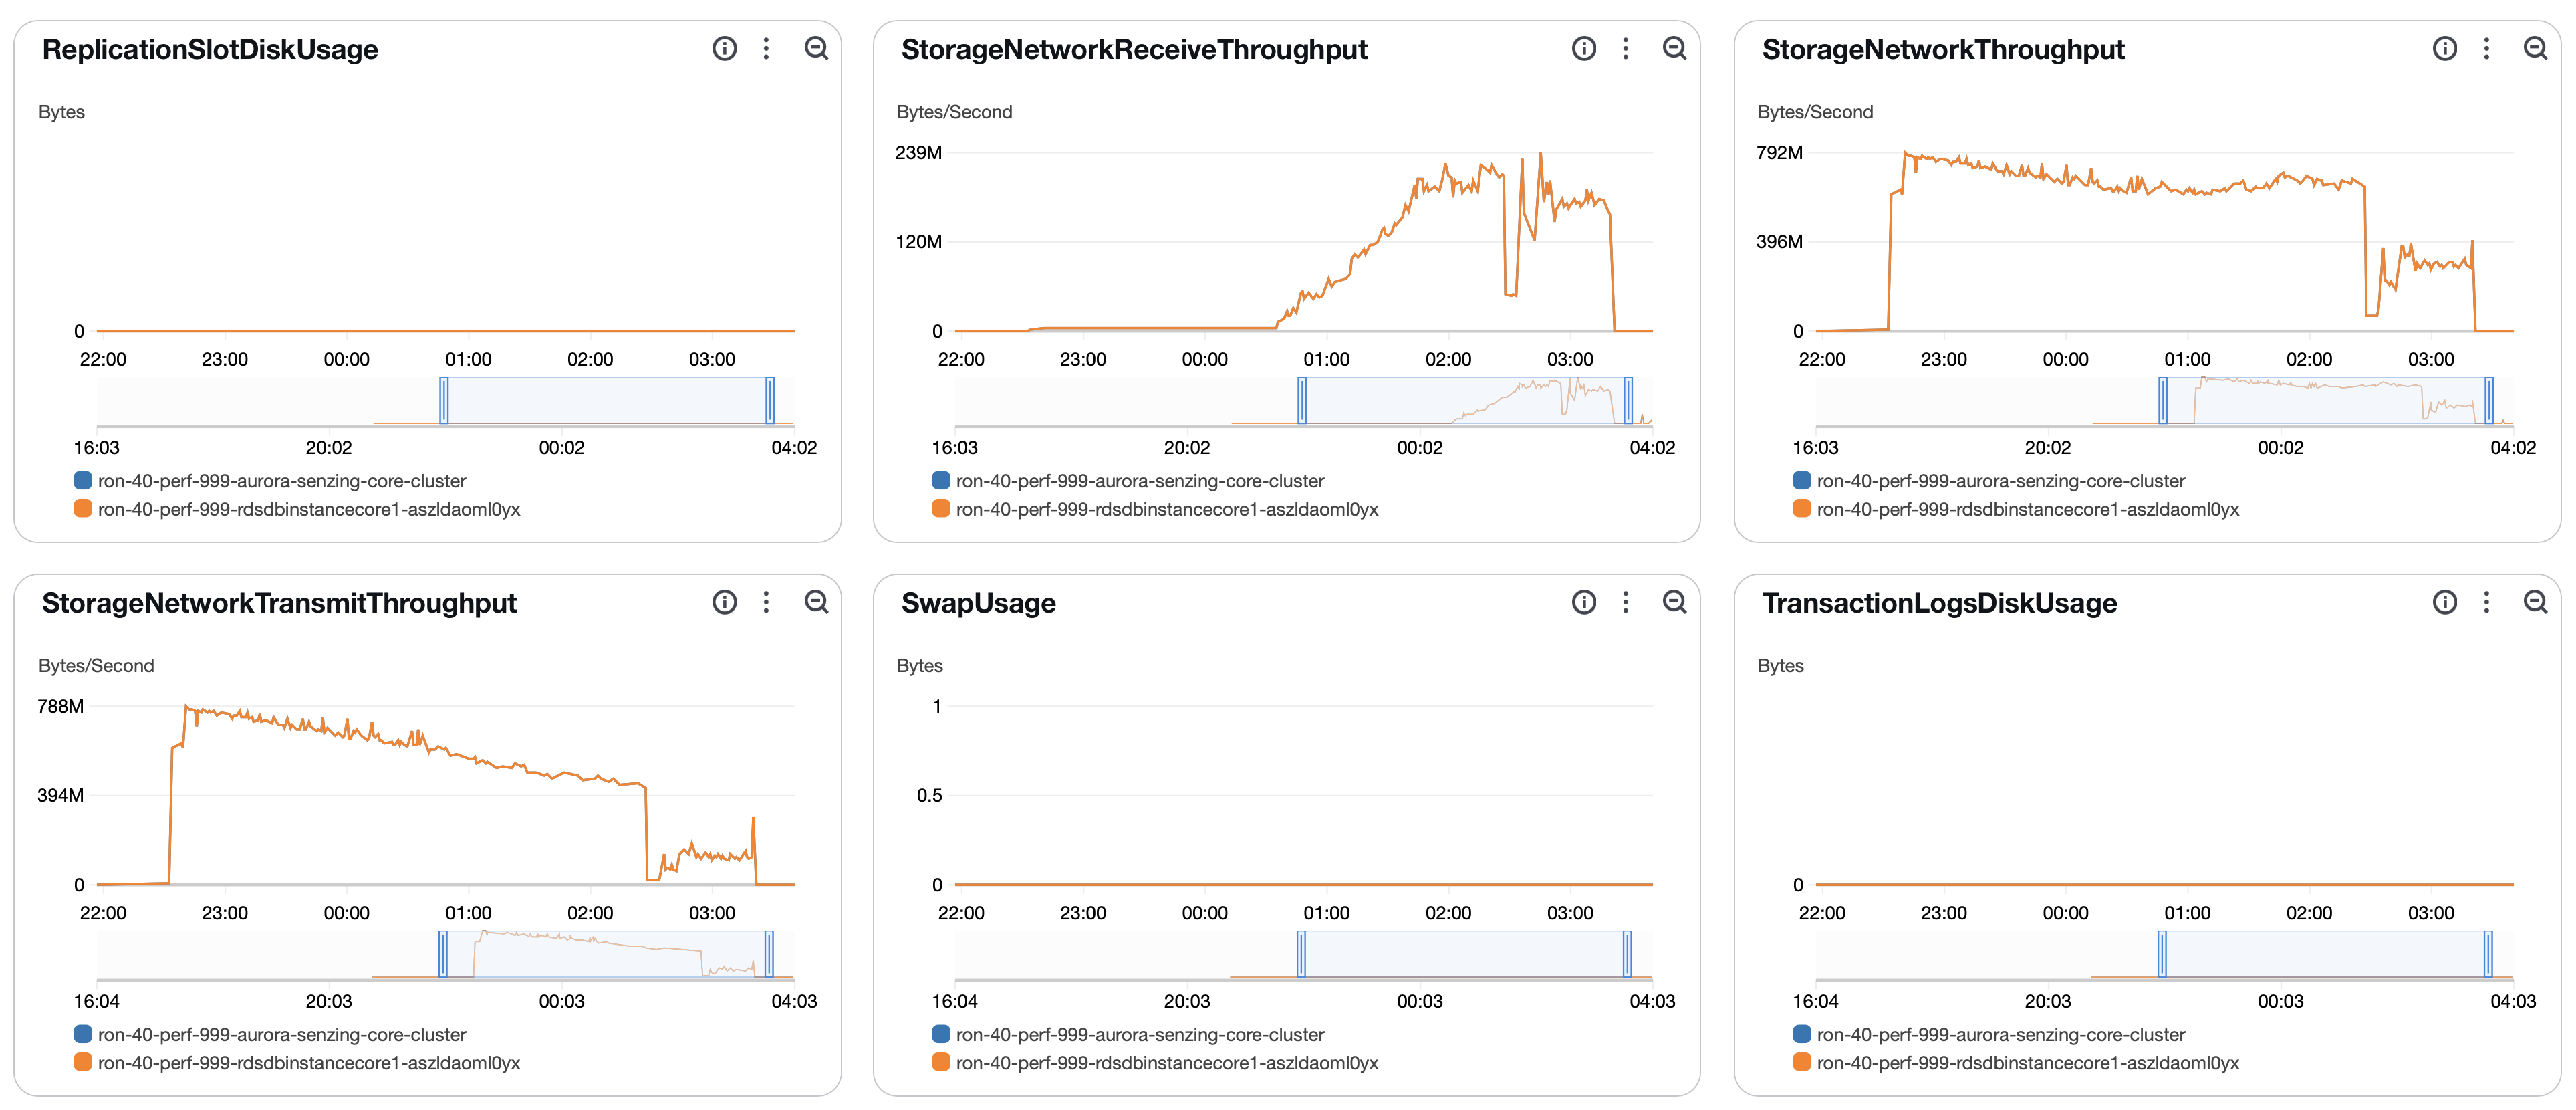 ReplicationSlotDiskUsage
Bytes
0
22:00 23:00 00:00 01:00 02:00 03:00
16:03 20:02 00:02 04:02
ron-40-perf-999-aurora-senzing-core-cluster
ron-40-perf-999-rdsdbinstancecore1-aszldaoml0yx
StorageNetworkReceiveThroughput
Bytes/Second
239M
120M
0
22:00 23:00 00:00 01:00 02:00 03:00
16:03 20:02 00:02 04:02
ron-40-perf-999-aurora-senzing-core-cluster
ron-40-perf-999-rdsdbinstancecore1-aszldaoml0yx
StorageNetworkThroughput
Bytes/Second
792M
396M
0
22:00 23:00 00:00 01:00 02:00 03:00
16:03 20:02 00:02 04:02
ron-40-perf-999-aurora-senzing-core-cluster
ron-40-perf-999-rdsdbinstancecore1-aszldaoml0yx
StorageNetworkTransmitThroughput
Bytes/Second
788M
394M
0
22:00 23:00 00:00 01:00 02:00 03:00
16:04 20:03 00:03 04:03
ron-40-perf-999-aurora-senzing-core-cluster
ron-40-perf-999-rdsdbinstancecore1-aszldaoml0yx
SwapUsage
Bytes
1
0.5
0
22:00 23:00 00:00 01:00 02:00 03:00
16:04 20:03 00:03 04:03
ron-40-perf-999-aurora-senzing-core-cluster
ron-40-perf-999-rdsdbinstancecore1-aszldaoml0yx
TransactionLogsDiskUsage
Bytes
0
22:00 23:00 00:00 01:00 02:00 03:00
16:04 20:03 00:03 04:03
ron-40-perf-999-aurora-senzing-core-cluster
ron-40-perf-999-rdsdbinstancecore1-aszldaoml0yx